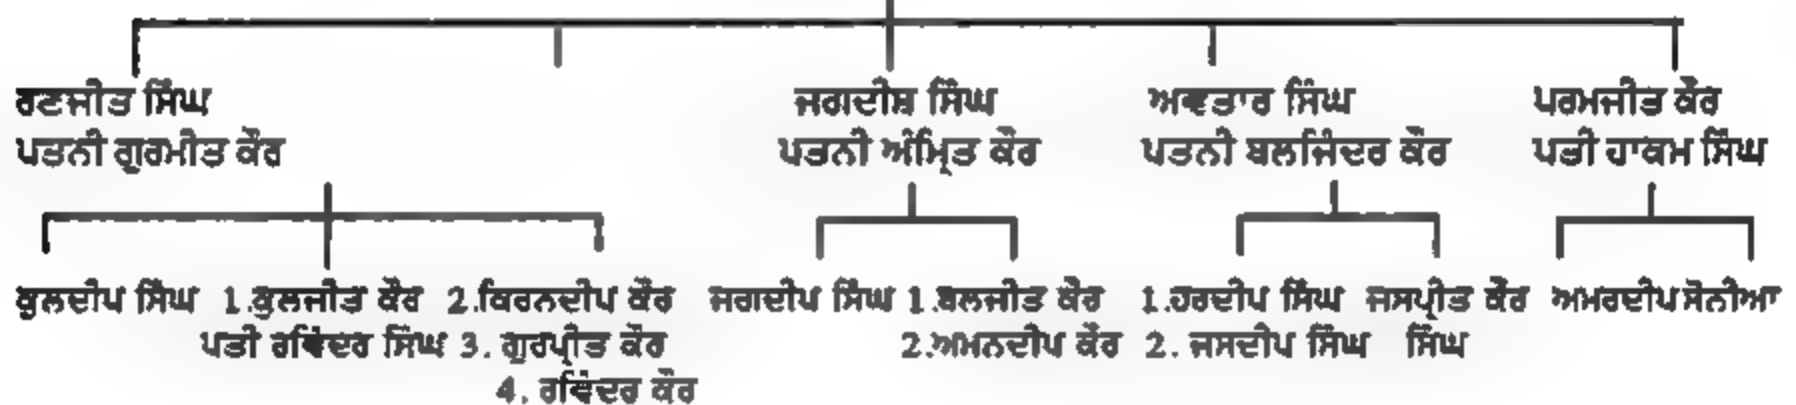 ਰਣਜੀਤ ਸਿੰਘ ਜਗਦੀਸ਼ ਸਿੰਘ ਅਵਤਾਰ ਸਿੰਘ ਪਰਮਜੀਤ ਕੌਰ
ਪਤਨੀ ਗੁਰਮੀਤ ਕੌਰ ਪਤਨੀ ਅੰਮ੍ਰਿਤ ਕੌਰ ਪਤਨੀ ਬਲਜਿੰਦਰ ਕੌਰ ਪਤੀ ਹਾਕਮ ਸਿੰਘ
ਕੁਲਦੀਪ ਸਿੰਘ 1.ਕੁਲਜੀਤ ਕੌਰ 2.ਕਿਰਨਦੀਪ ਕੌਰ ਜਗਦੀਪ ਸਿੰਘ 1.ਬਲਜੀਤ ਕੌਰ 1.ਹਰਦੀਪ ਸਿੰਘ ਜਸਪ੍ਰੀਤ ਕੌਰ ਅਮਰਦੀਪ ਸੋਨੀਆ
ਪਤੀ ਰਵਿੰਦਰ ਸਿੰਘ 3. ਗੁਰਪ੍ਰੀਤ ਕੌਰ 2.ਅਮਨਦੀਪ ਕੌਰ 2. ਜਸਦੀਪ ਸਿੰਘ ਸਿੰਘ
4. ਰਵਿੰਦਰ ਕੌਰ